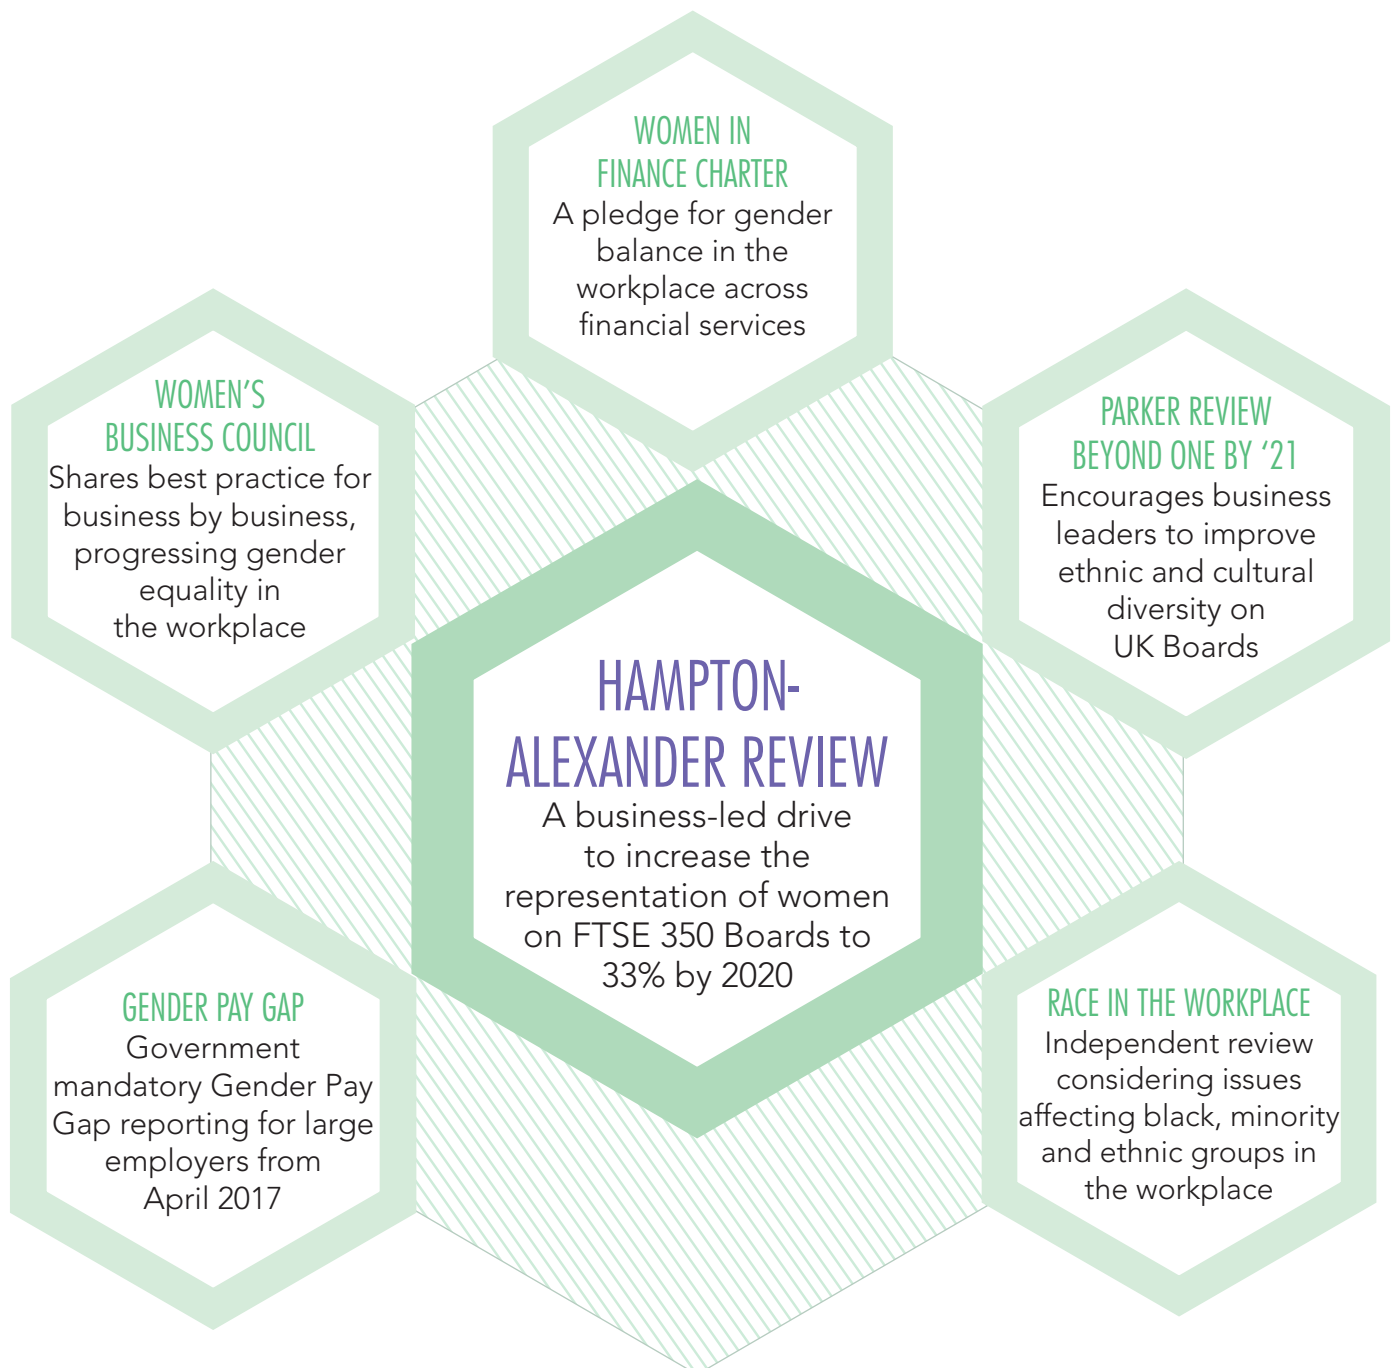 WOMEN IN
FINANCE CHARTER
A pledge for gender
balance in the
workplace across
financial services
WOMEN’S
BUSINESS COUNCIL
Shares best practice for
business by business,
progressing gender
equality in
the workplace
PARKER REVIEW
BEYOND ONE BY ‘21
Encourages business
leaders to improve
ethnic and cultural
diversity on
UK Boards
HAMPTON-
ALEXANDER REVIEW
A business-led drive
to increase the
representation of women
on FTSE 350 Boards to
33% by 2020
GENDER PAY GAP
Government
mandatory Gender Pay
Gap reporting for large
employers from
April 2017
RACE IN THE WORKPLACE
Independent review
considering issues
affecting black, minority
and ethnic groups in
the workplace